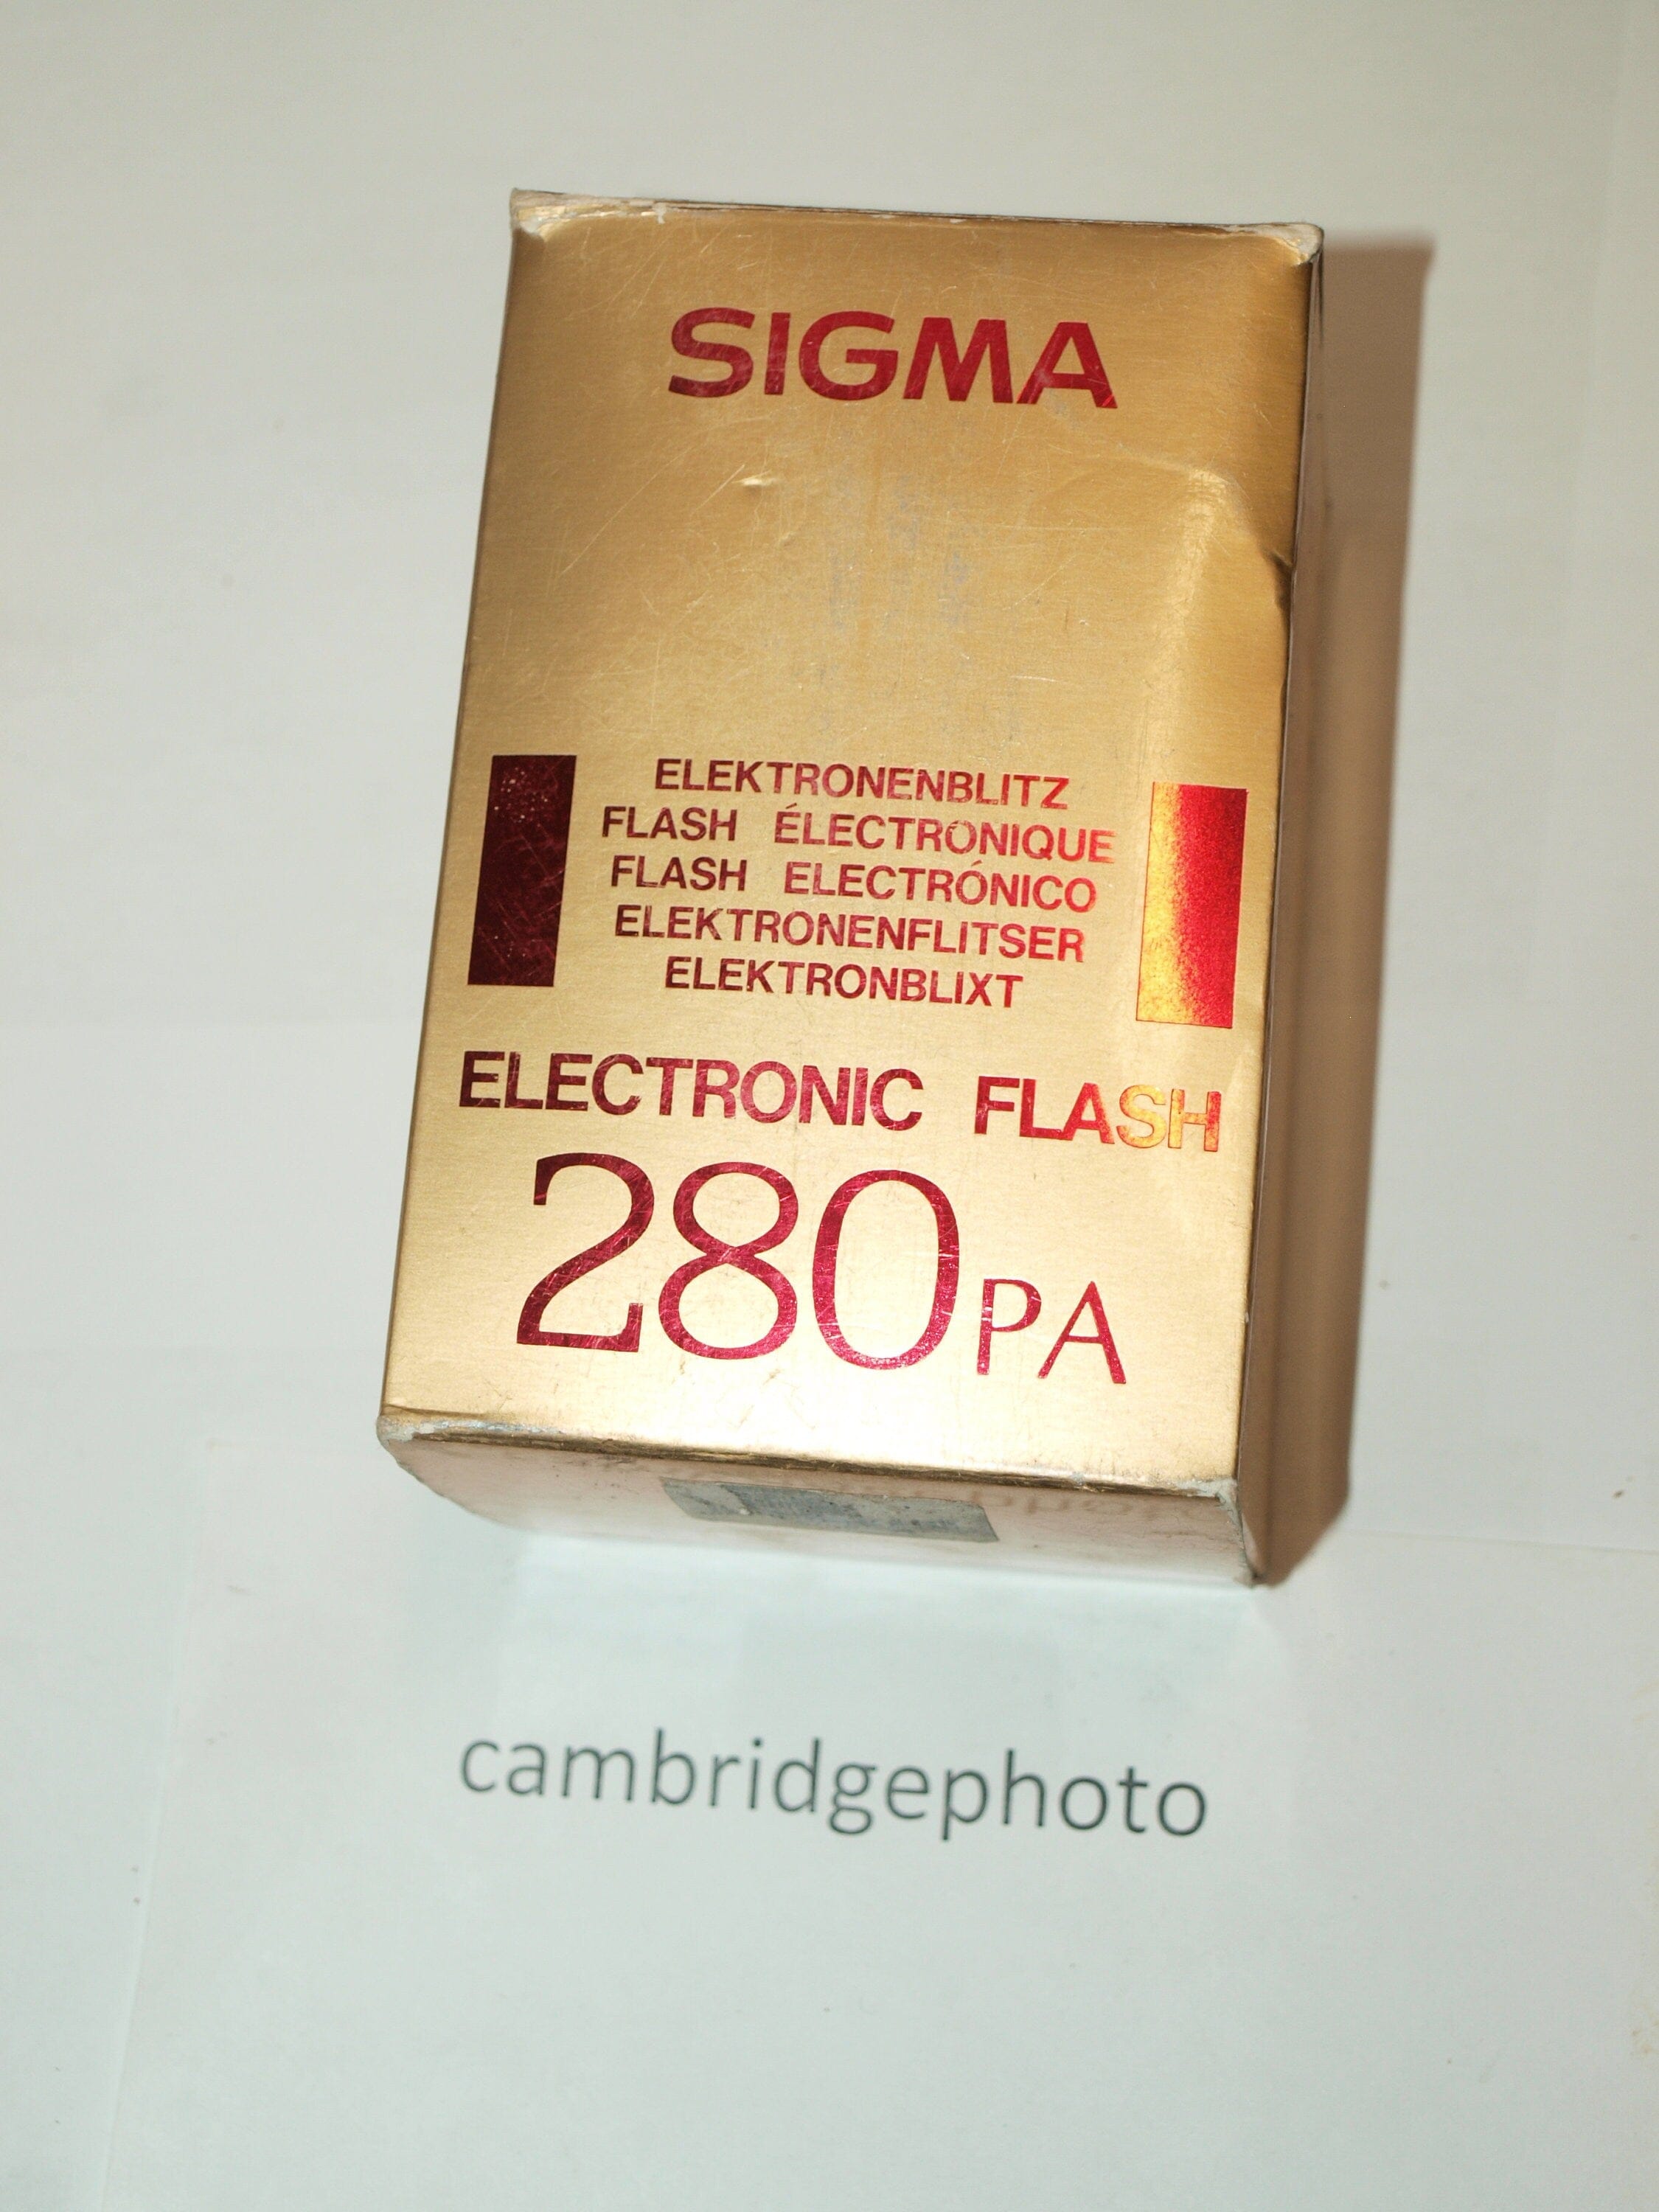 SIGMA
ELEKTRONENBLITZ
FLASH ÉLECTRONIQUE
FLASH ELECTRÓNICO
ELEKTRONENFLITSER
ELEKTRONBLIXT
ELECTRONIC FLASH
280PA
cambridgephoto